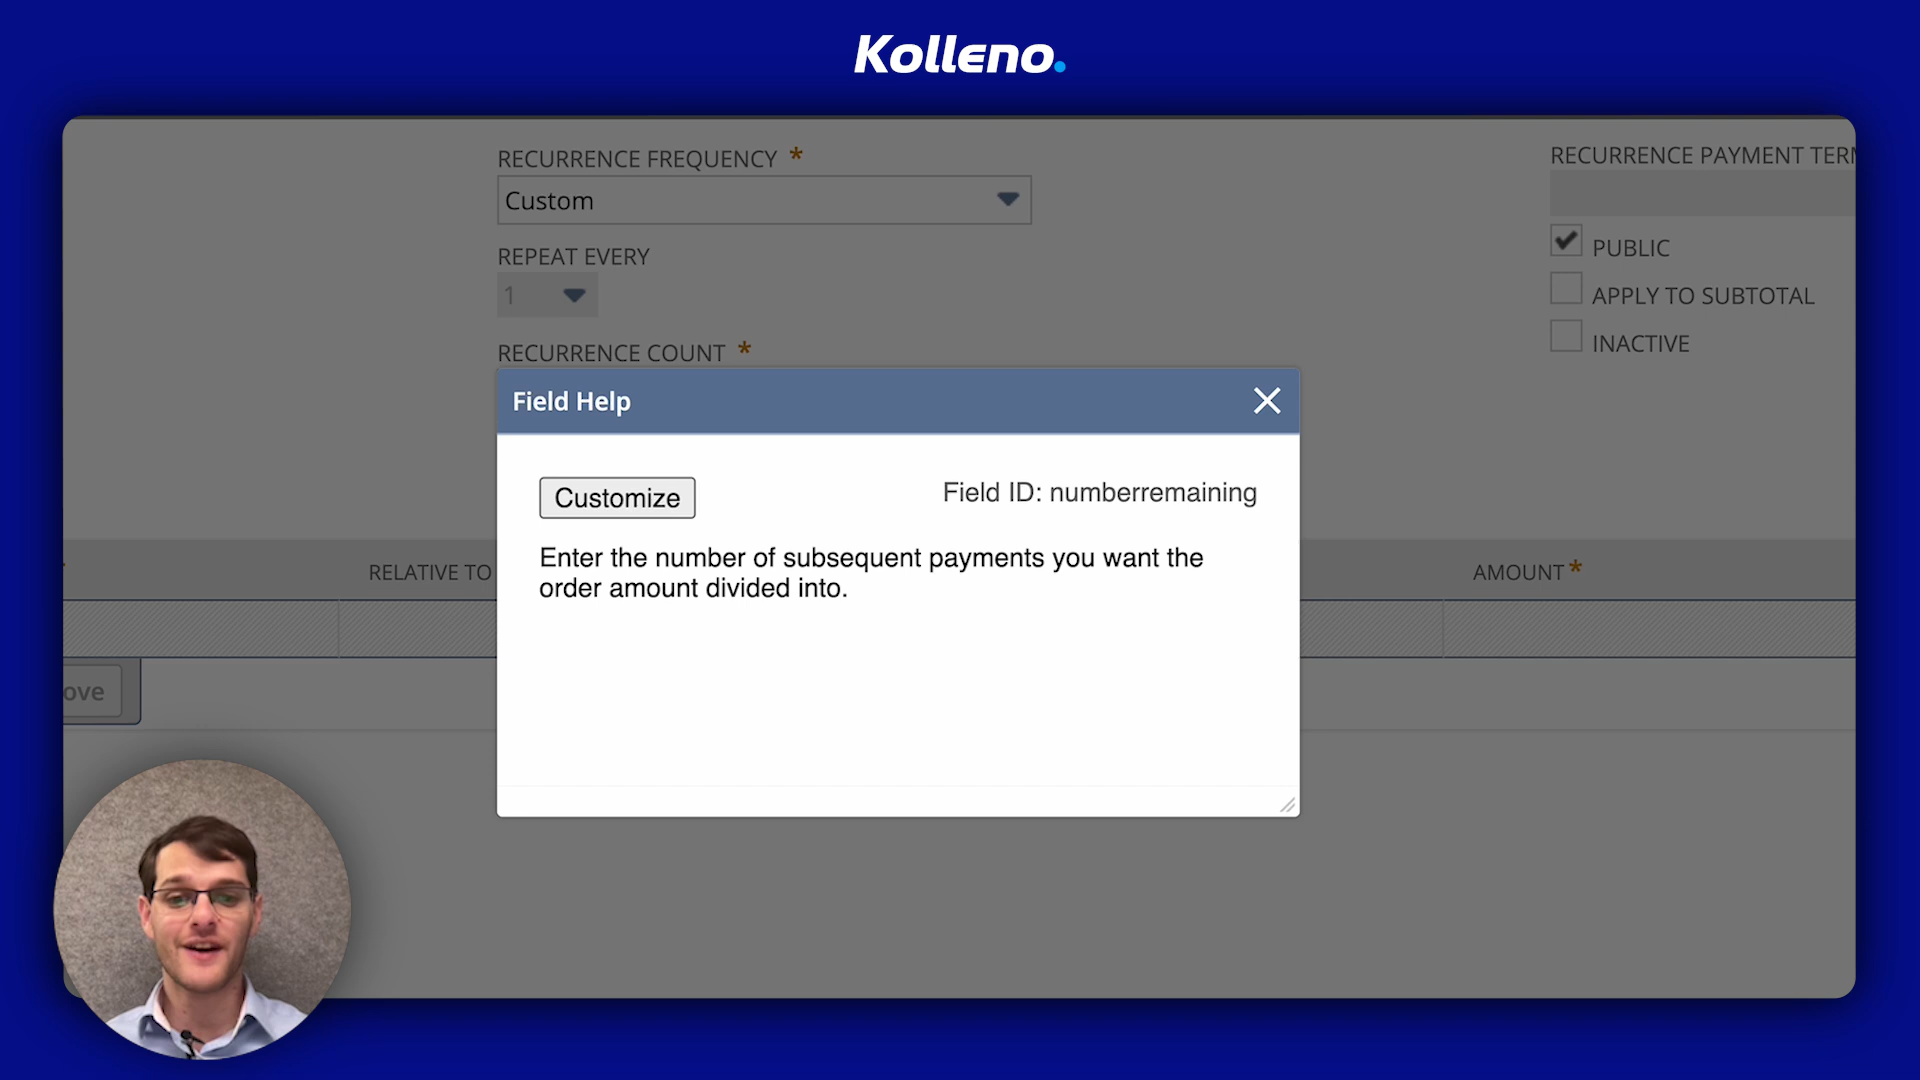 Kolleno.
RECURRENCE FREQUENCY *
Custom
REPEAT EVERY
1
RECURRENCE COUNT *
RECURRENCE PAYMENT TERM
PUBLIC
APPLY TO SUBTOTAL
INACTIVE
Field Help
Customize
Field ID: numberremaining
Enter the number of subsequent payments you want the
order amount divided into.
RELATIVE TO
AMOUNT *
ove